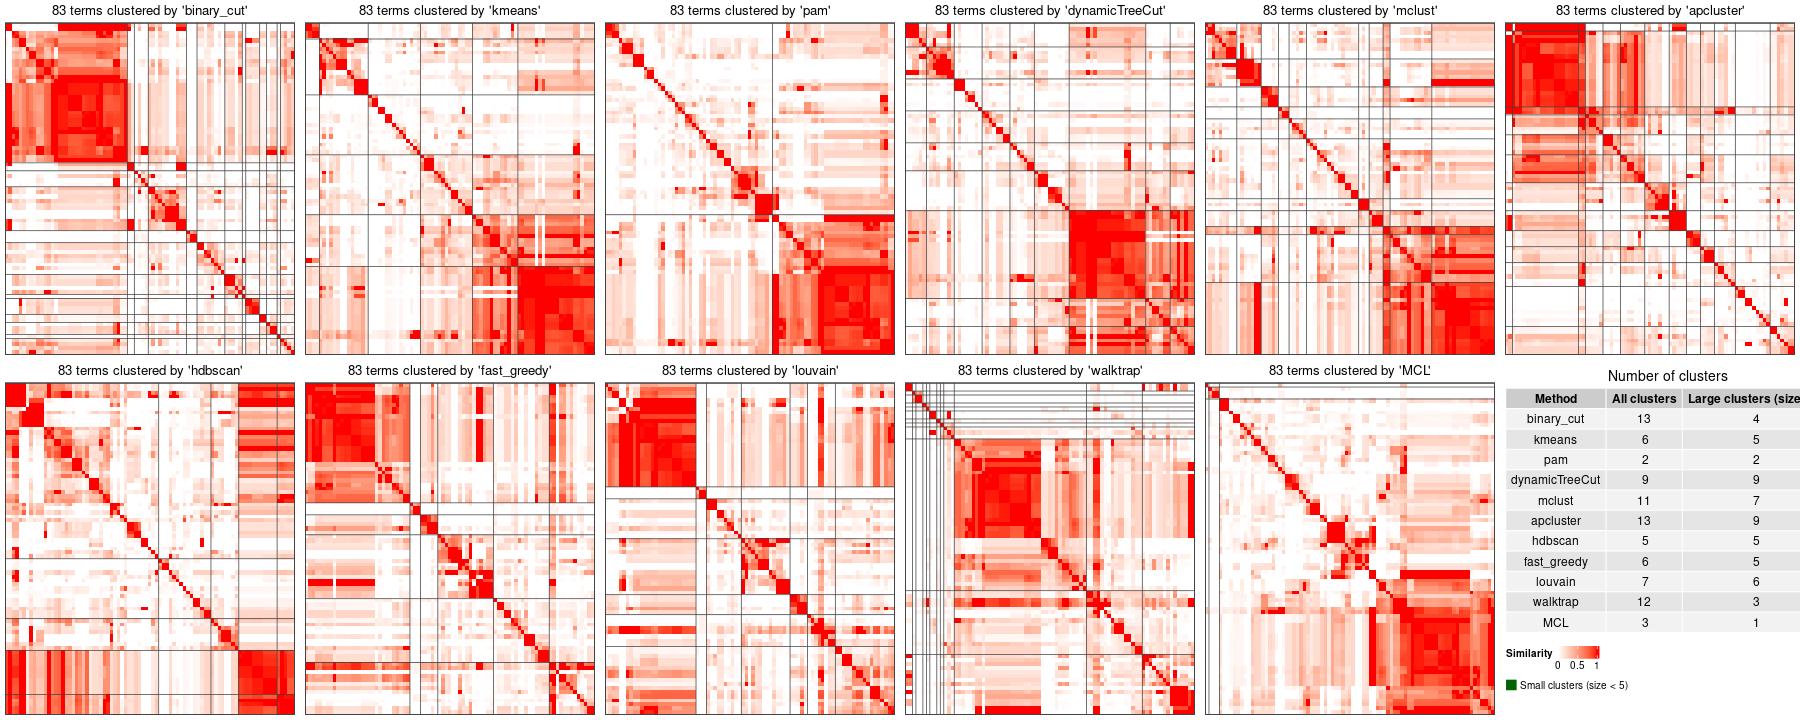 83 terms clustered by 'binary_cut'
83 terms clustered by 'kmeans'
83 terms clustered by 'pam'
83 terms clustered by 'dynamicTreeCut'
83 terms clustered by 'mclust'
83 terms clustered by 'apcluster'
83 terms clustered by 'hdbscan'
83 terms clustered by 'fast_greedy'
83 terms clustered by 'louvain'
83 terms clustered by 'walktrap'
83 terms clustered by 'MCL'
Number of clusters
Method All clusters Large clusters (size
binary_cut 13 4
kmeans 6 5
pam 2 2
dynamicTreeCut 9 9
mclust 11 7
apcluster 13 9
hdbscan 5 5
fast_greedy 6 5
louvain 7 6
walktrap 12 3
MCL 3 1
Similarity
0 0.5 1
Small clusters (size < 5)